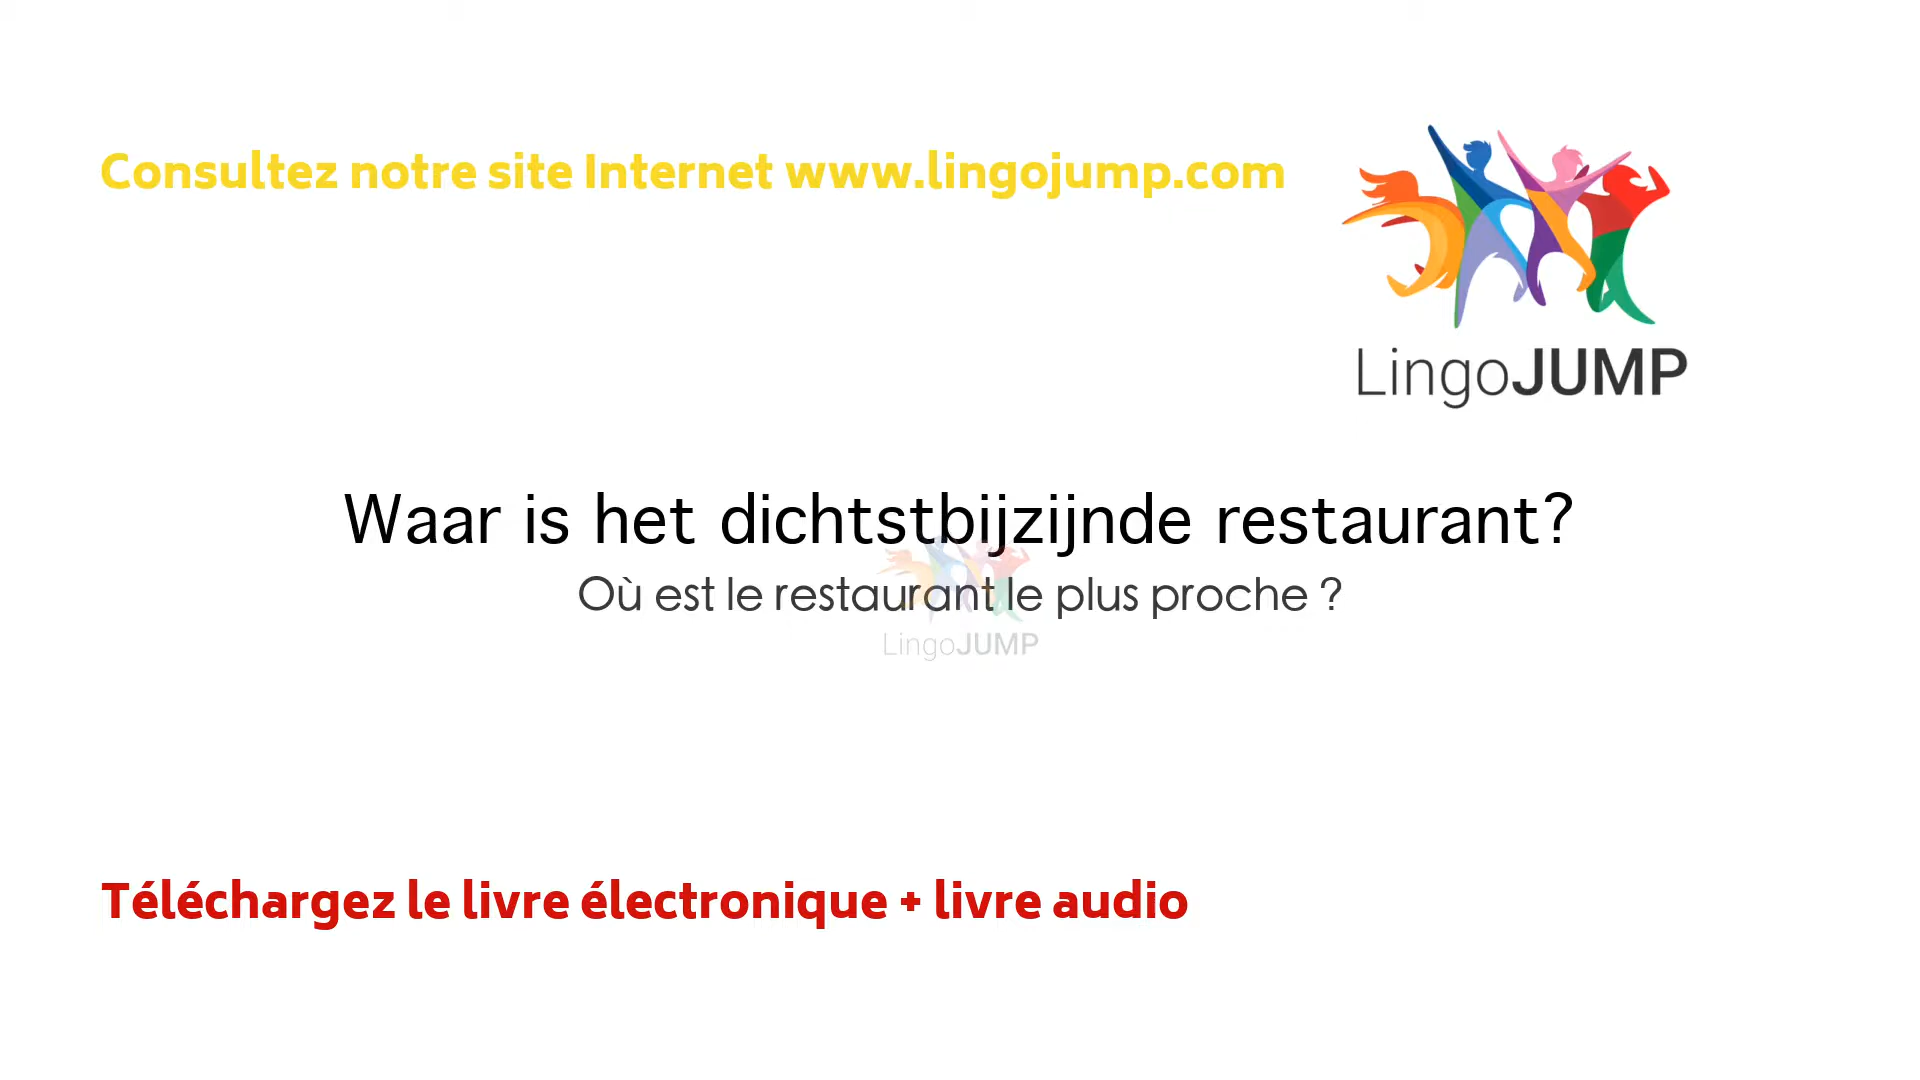 Consultez notre site Internet www.lingojump.com
LingoJUMP
Waar is het dichtstbijzijnde restaurant?
Où est le restaurant le plus proche ?
LingoJUMP
Téléchargez le livre électronique + livre audio